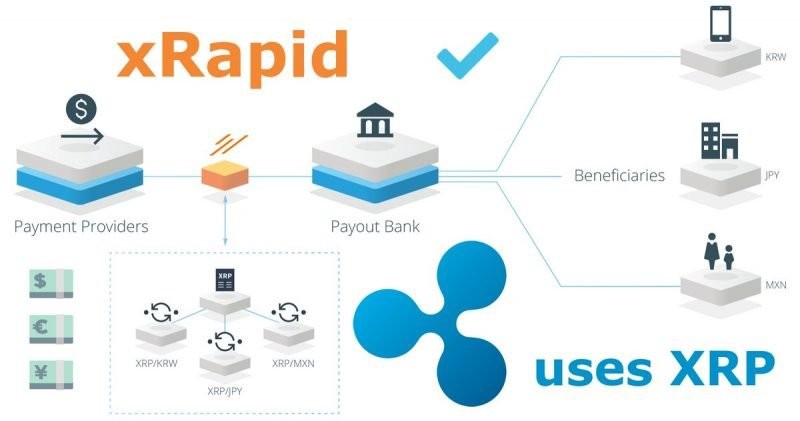 xRapid
KRW
$
Payment Providers
Payout Bank
Beneficiaries
JPY
MXN
XRP
XRP/KRW
XRP/JPY
XRP/MXN
$
€
¥
uses XRP